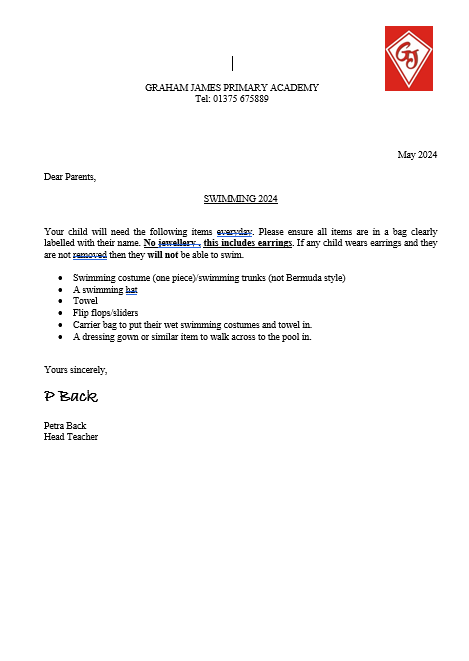 GJ
GRAHAM JAMES PRIMARY ACADEMY
Tel: 01375 675889
May 2024
Dear Parents,
SWIMMING 2024
Your child will need the following items everyday. Please ensure all items are in a bag clearly
labelled with their name. No jewellery , this includes earrings. If any child wears earrings and they
are not removed then they will not be able to swim.
• Swimming costume (one piece)/swimming trunks (not Bermuda style)
• A swimming hat
• Towel
• Flip flops/sliders
• Carrier bag to put their wet swimming costumes and towel in.
• A dressing gown or similar item to walk across to the pool in.
Yours sincerely,
P Back
Petra Back
Head Teacher